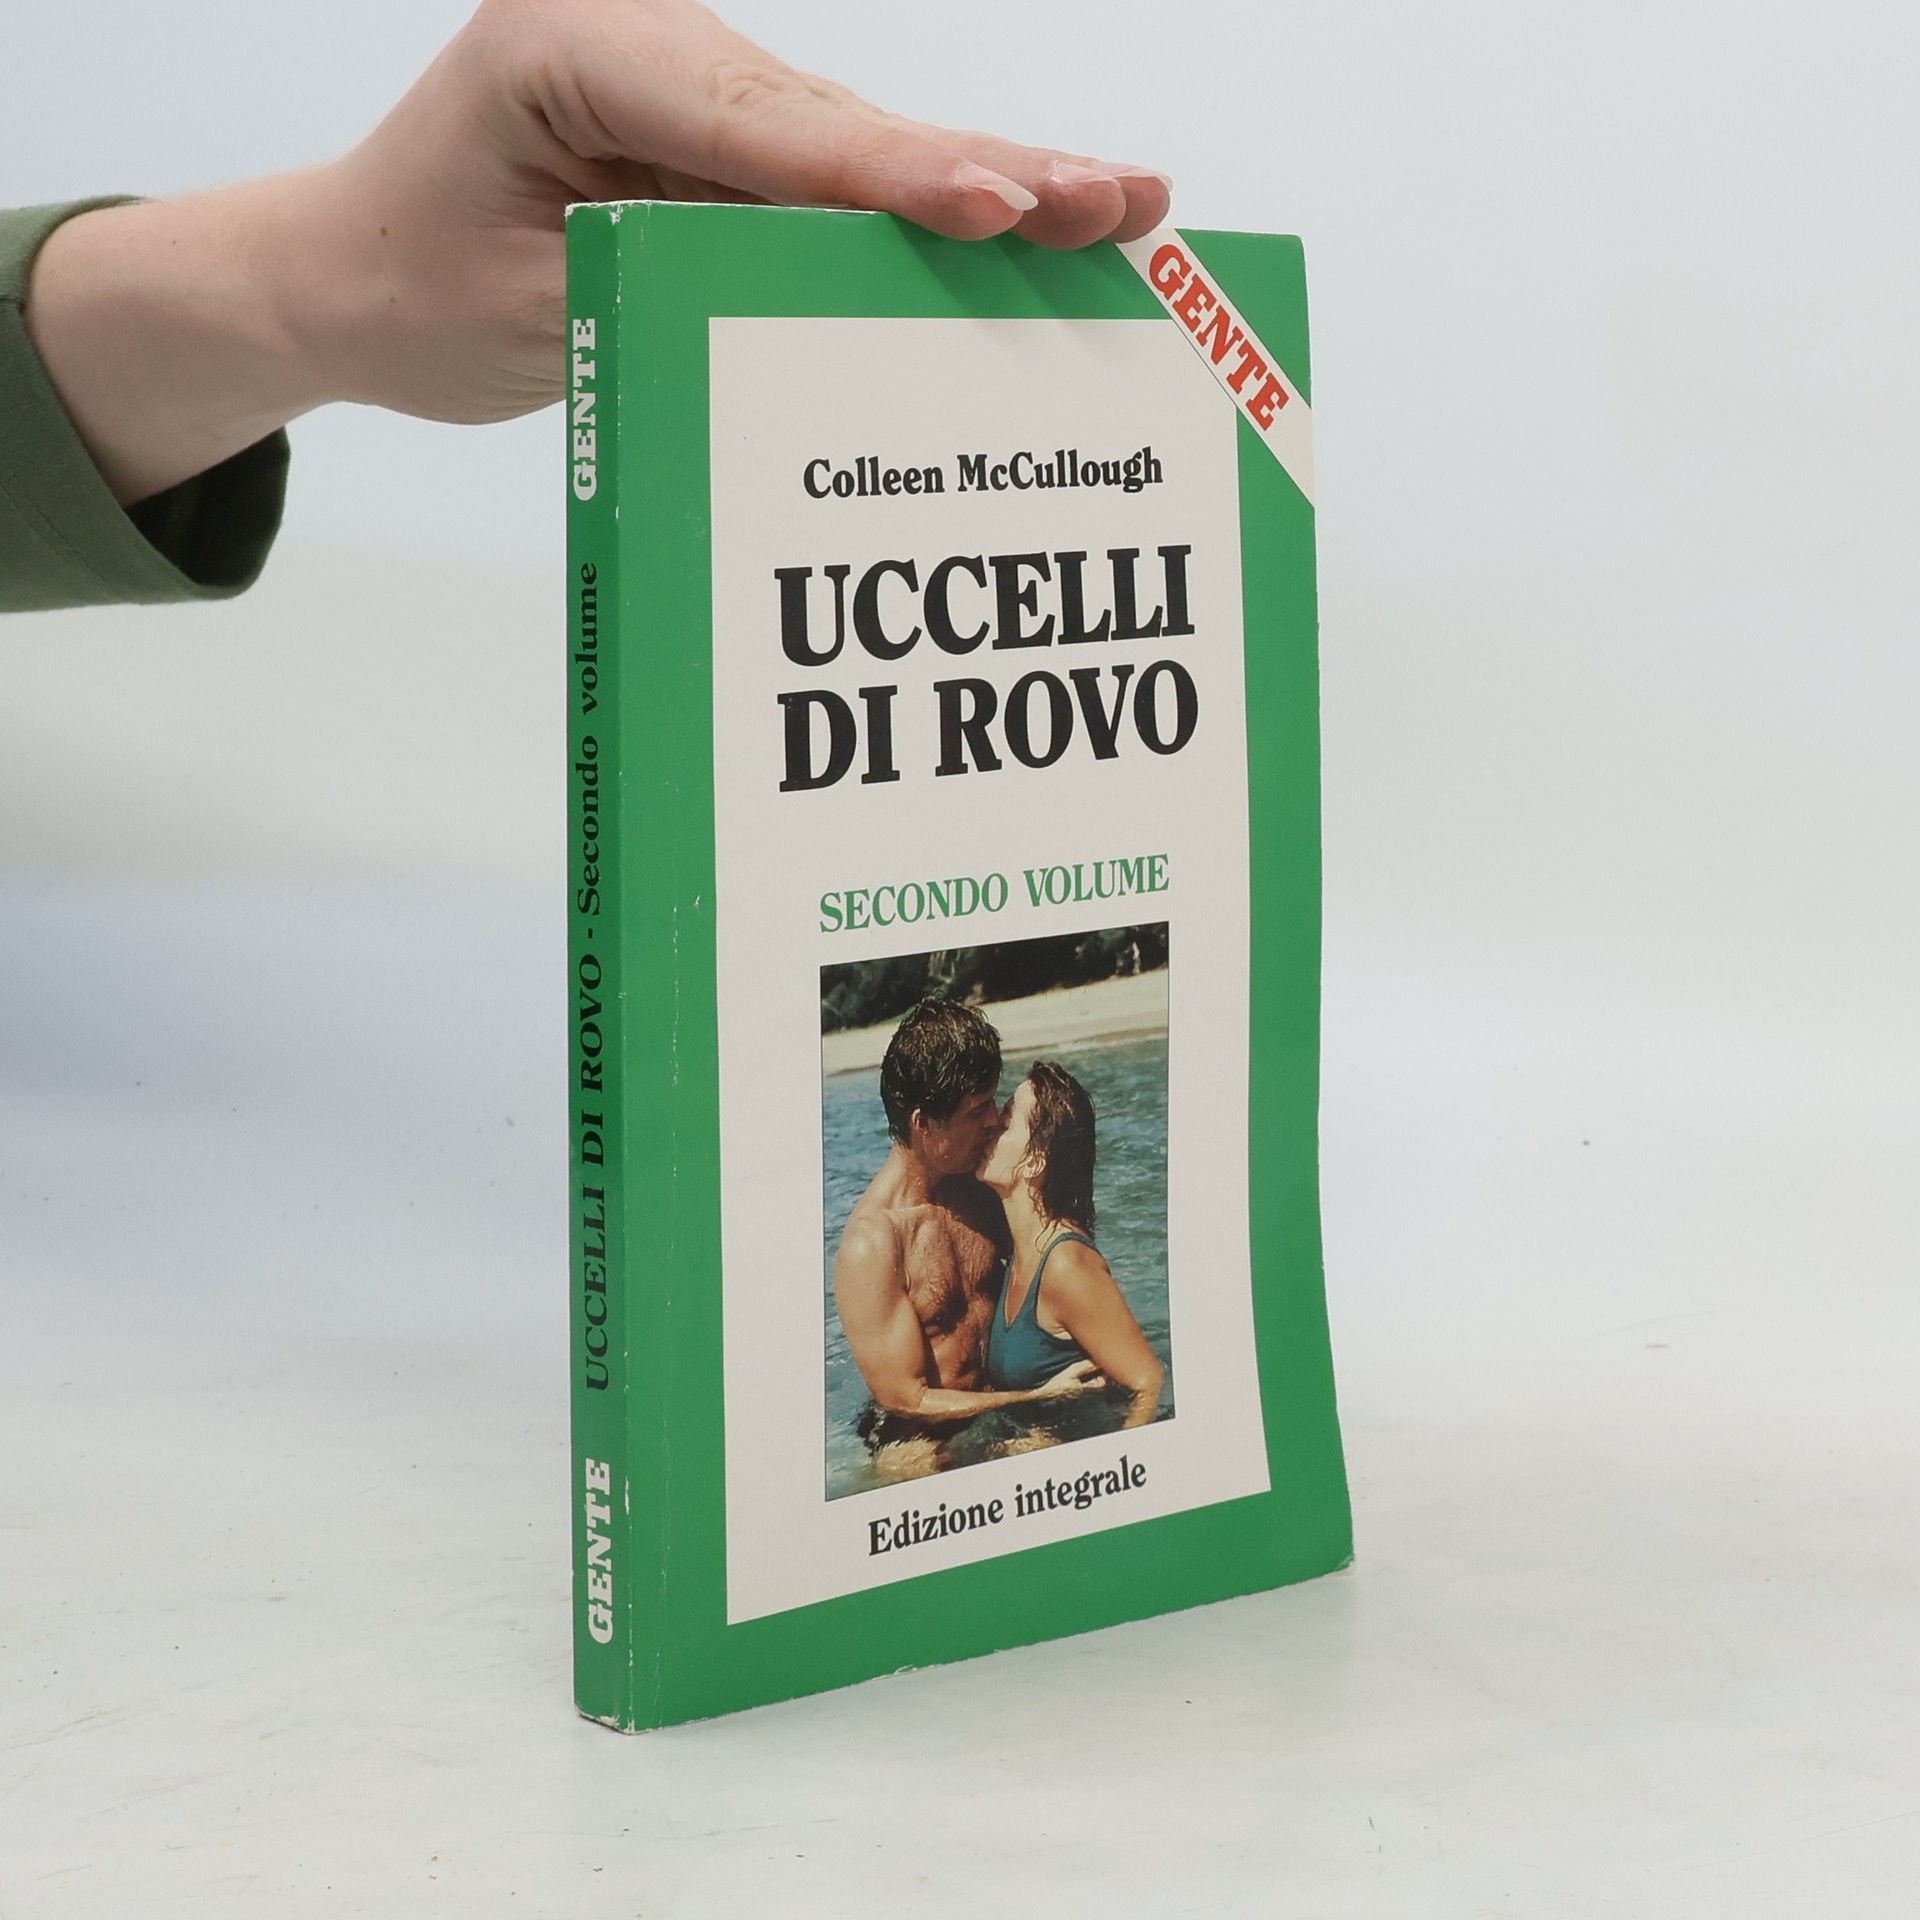 GENTE
Colleen McCullough
UCCELLI
DI ROVO
SECONDO VOLUME
Edizione integrale
GENTE UCCELLI DI ROVO - Secondo volume GENTE